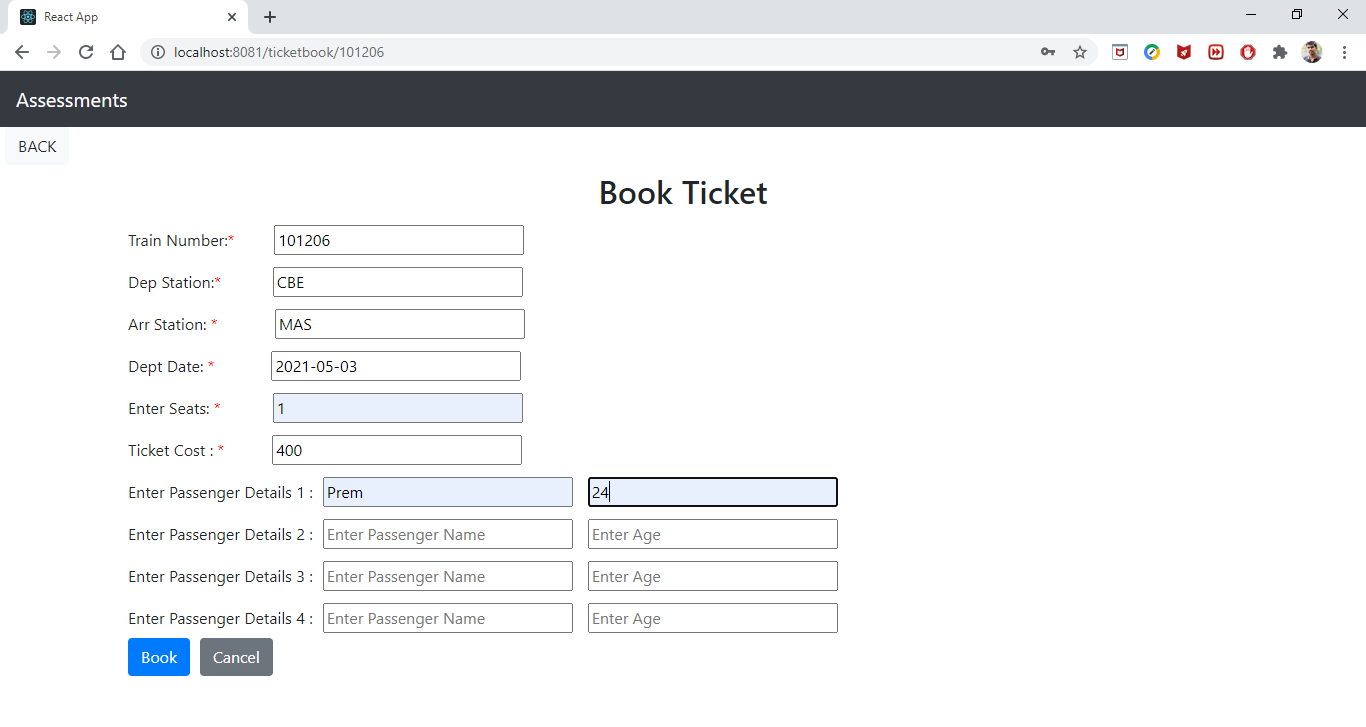 React App
localhost:8081/ticketbook/101206
Assessments
BACK
Book Ticket
Train Number:* 101206
Dep Station:* CBE
Arr Station: * MAS
Dept Date: * 2021-05-03
Enter Seats: * 1
Ticket Cost : * 400
Enter Passenger Details 1 : Prem 24
Enter Passenger Details 2 : Enter Passenger Name Enter Age
Enter Passenger Details 3 : Enter Passenger Name Enter Age
Enter Passenger Details 4 : Enter Passenger Name Enter Age
Book Cancel